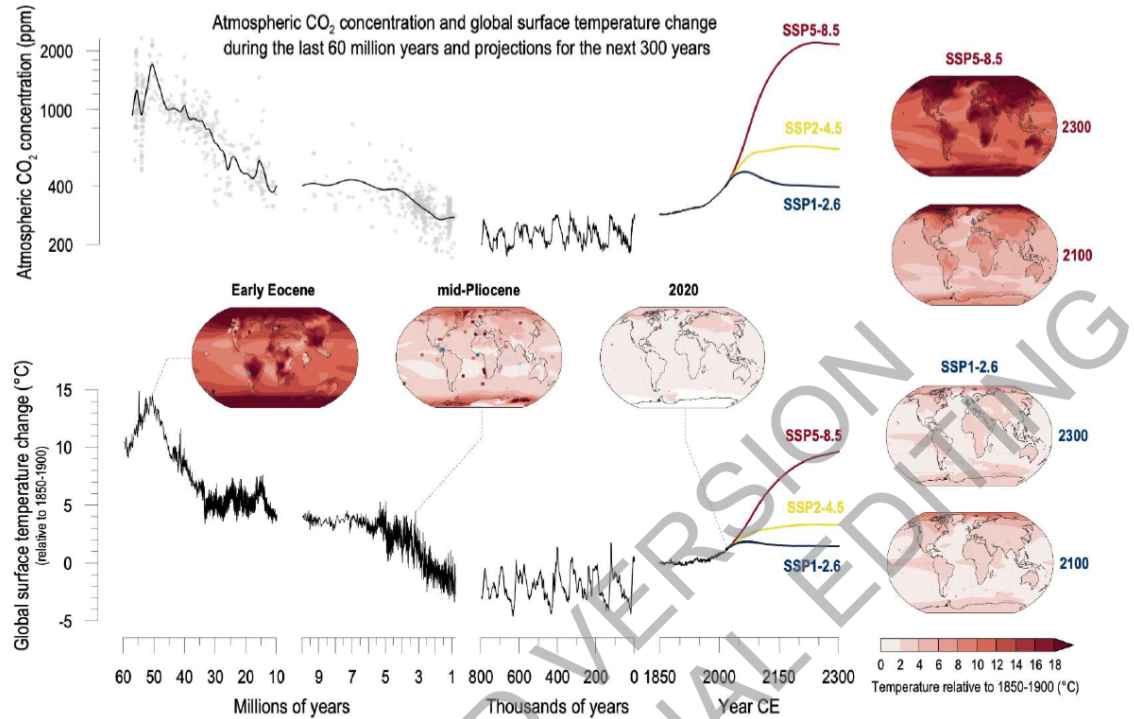 Atmospheric CO₂ concentration and global surface temperature change
during the last 60 million years and projections for the next 300 years
Atmospheric CO₂ concentration (ppm)
2000
1000
400
200
SSP5-8.5
SSP2-4.5
SSP1-2.6
SSP5-8.5
2300
2100
Early Eocene
mid-Pliocene
2020
Global surface temperature change (°C)
(relative to 1850-1900)
15
10
5
0
-5
SSP5-8.5
SSP2-4.5
SSP1-2.6
SSP1-2.6
2300
2100
60 50 40 30 20 10
9 7 5 3 1
800 600 400 200 0
1850 2000 2150 2300
Millions of years
Thousands of years
Year CE
0 2 4 6 8 10 12 14 16 18
Temperature relative to 1850-1900 (°C)
VERSION
EDITING